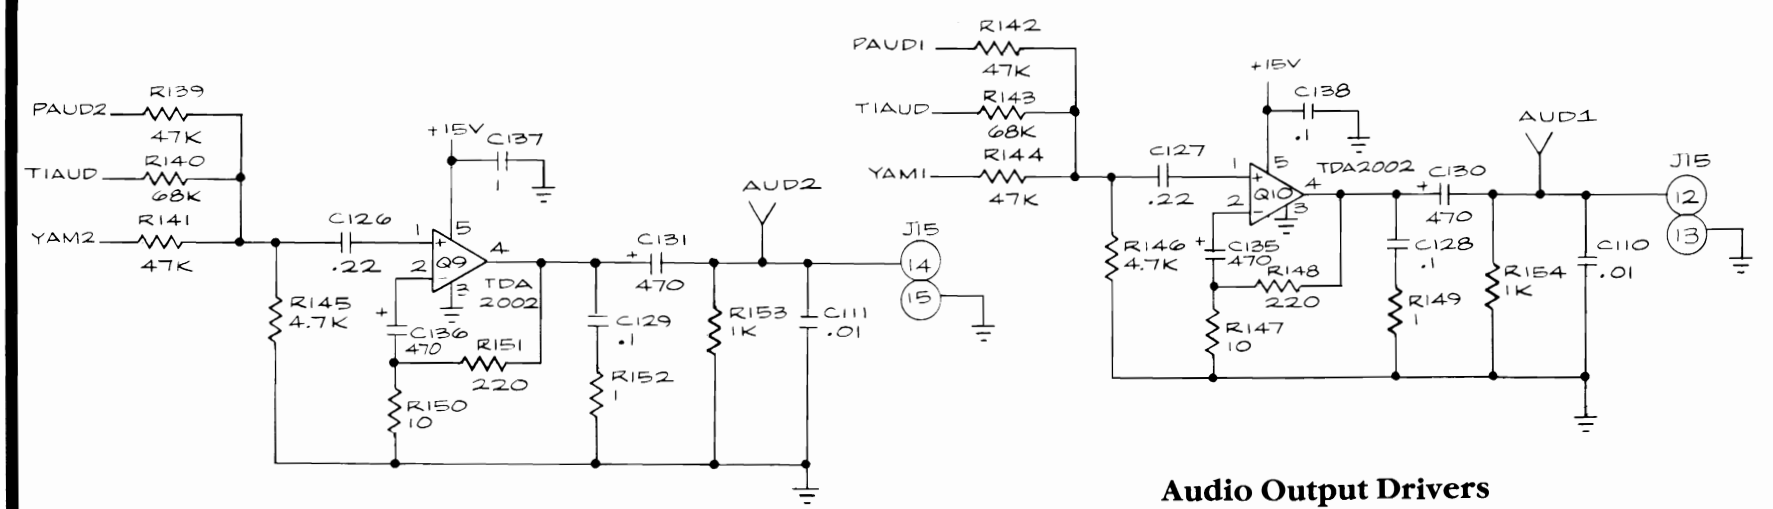 PAUD2
R139
47K
TIAUD
R140
68K
YAM2
R141
47K
C126
.22
R145
4.7K
+15V
C137
1
5
1
+
2
-
Q9
3
4
TDA
2002
+
C136
470
R151
220
R150
10
C129
.1
R152
1
+
C131
470
AUD2
R153
1K
C111
.01
J15
14
15
PAUD1
R142
47K
TIAUD
R143
68K
YAM1
R144
47K
C127
.22
R146
4.7K
+15V
C138
.1
5
1
+
2
-
Q10
3
4
TDA2002
+
C135
470
R148
220
R147
10
C128
.1
R149
1
+
C130
470
AUD1
R154
1K
C110
.01
J15
12
13
Audio Output Drivers